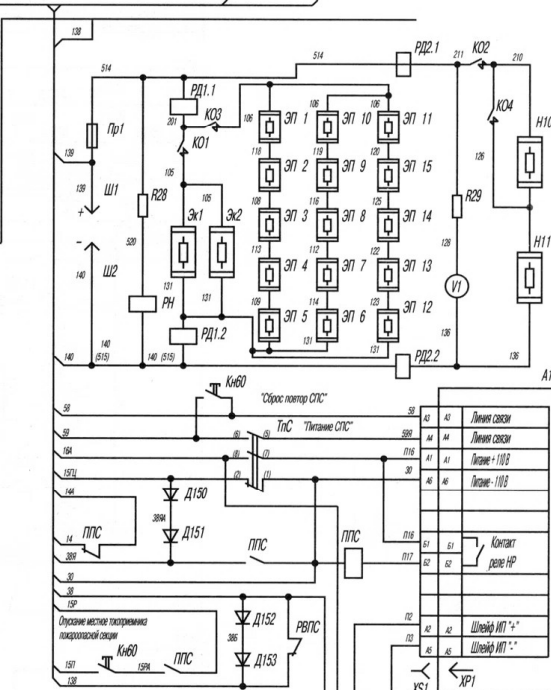 138
514
514
РД2.1
211
КО2
210
РД1.1
201
КО3
КО1
105
105
Пр1
139
139
Ш1
+
-
Ш2
140
140
140
(515)
R28
520
РН
140
(515)
Эк1
Эк2
131
131
РД1.2
106
ЭП 1
118
ЭП 2
108
ЭП 3
113
ЭП 4
109
ЭП 5
106
ЭП 10
119
ЭП 9
116
ЭП 8
112
ЭП 7
114
ЭП 6
131
106
ЭП 11
120
ЭП 15
125
ЭП 14
122
ЭП 13
123
ЭП 12
131
РД2.2
R29
128
V1
136
КО4
126
Н10
Н11
136
А1
58
Кн60
"Сброс повтор СПС"
58
59
ТпС "Питание СПС"
(6)
(5)
599
16А
(8)
(7)
П16
15ПЦ
(2)
(1)
30
14А
14
ППС
389
30
38
15Р
Д150
389А
Д151
ППС
ППС
П16
П17
Опускание местное токоприемника
пожароопасной секции
15П
Кн60
15РА
ППС
138
Д152
38Б
Д153
РВПС
П2
П3
А3 А3 Линия связи
А4 А4 Линия связи
А1 А1 Питание + 110 В
А6 А6 Питание - 110 В
Б1 Б1 Контакт
Б2 Б2 реле НР
А2 А2 Шлейф ИП "+"
А5 А5 Шлейф ИП "-"
XS1
XP1